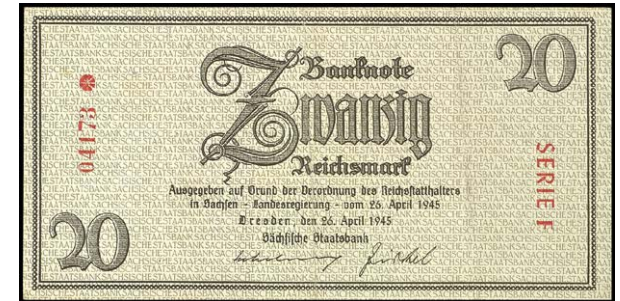 Banknote
20
Zwanzig
Reichsmark
04173
SERIE F
Ausgegeben auf Grund der Verordnung des Reichsstatthalters
in Sachsen - Landesregierung - vom 26. April 1945
Dresden, den 26. April 1945
Sächsische Staatsbank
20